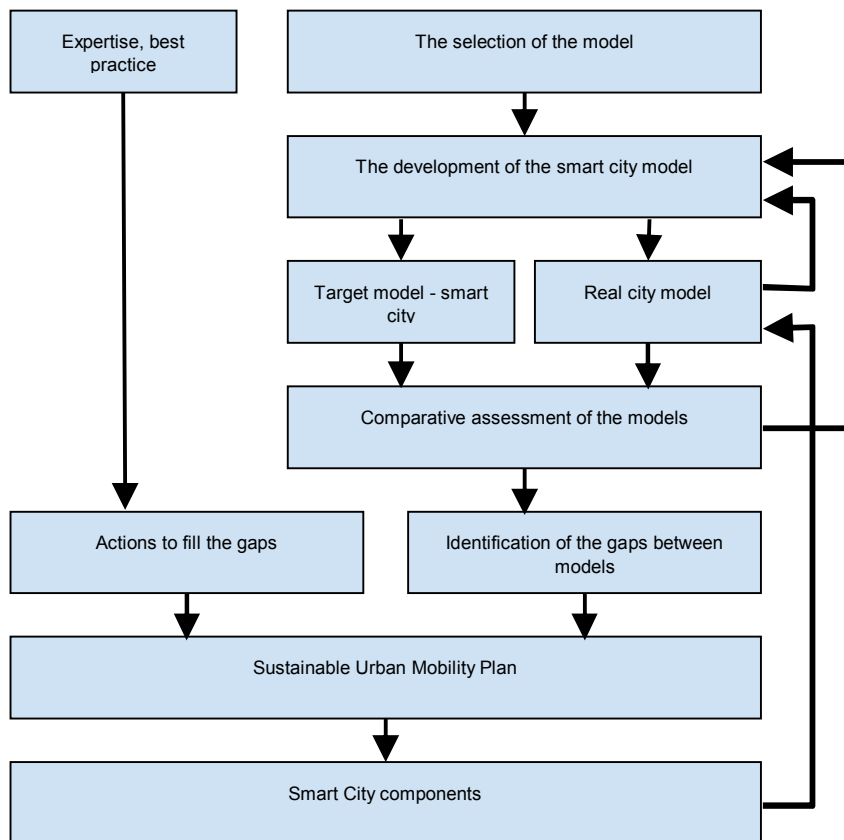 Expertise, best
practice
The selection of the model
The development of the smart city model
Target model - smart
city
Real city model
Comparative assessment of the models
Actions to fill the gaps
Identification of the gaps between
models
Sustainable Urban Mobility Plan
Smart City components